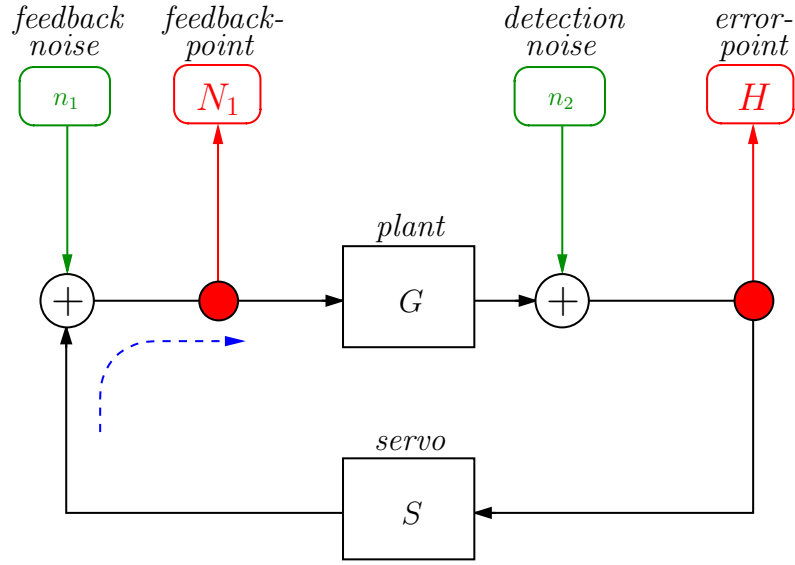 feedback
noise
feedback-
point
detection
noise
error-
point
n₁
N₁
n₂
H
plant
+
G
+
servo
S